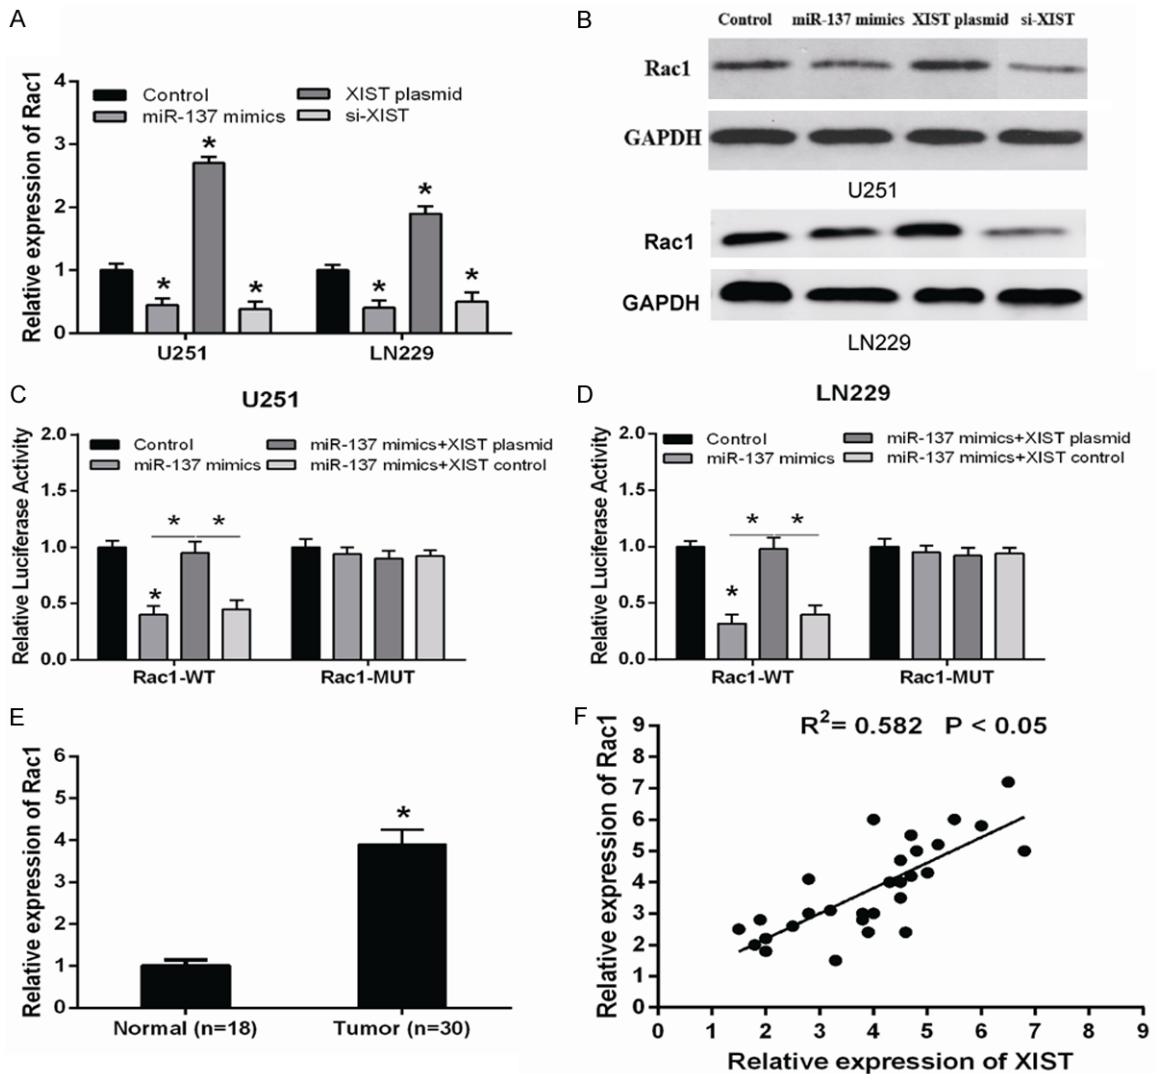 A
Relative expression of Rac1
4
3
2
1
0
Control
XIST plasmid
miR-137 mimics
si-XIST
*
*
*
*
*
*
U251
LN229
B
Control miR-137 mimics XIST plasmid si-XIST
Rac1
GAPDH
U251
Rac1
GAPDH
LN229
C
U251
Relative Luciferase Activity
2.0
1.5
1.0
0.5
0.0
Control
miR-137 mimics+XIST plasmid
miR-137 mimics
miR-137 mimics+XIST control
* *
*
Rac1-WT
Rac1-MUT
D
LN229
Relative Luciferase Activity
2.0
1.5
1.0
0.5
0.0
Control
miR-137 mimics+XIST plasmid
miR-137 mimics
miR-137 mimics+XIST control
* *
*
Rac1-WT
Rac1-MUT
E
Relative expression of Rac1
6
5
4
3
2
1
0
*
Normal (n=18)
Tumor (n=30)
F
R²= 0.582 P < 0.05
Relative expression of Rac1
9
8
7
6
5
4
3
2
1
0
0 1 2 3 4 5 6 7 8 9
Relative expression of XIST